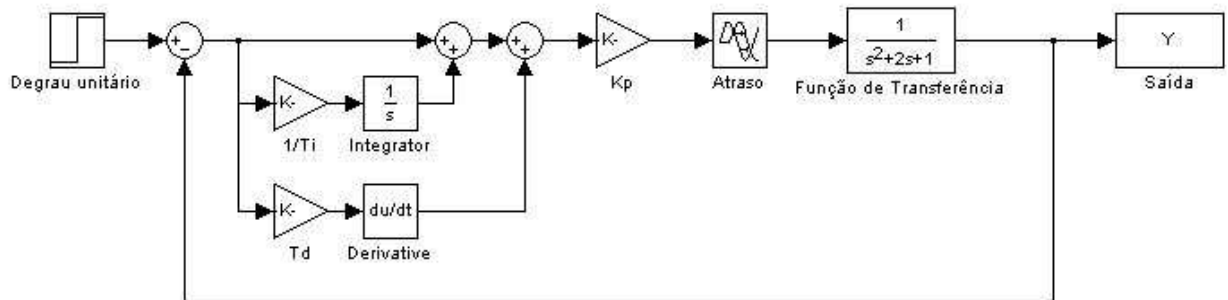 Degrau unitário
+
−
+
+
+
+
K-
Kp
Atraso
1
s²+2s+1
Função de Transferência
Y
Saída
K-
1/Ti
1
s
Integrator
K-
Td
du/dt
Derivative